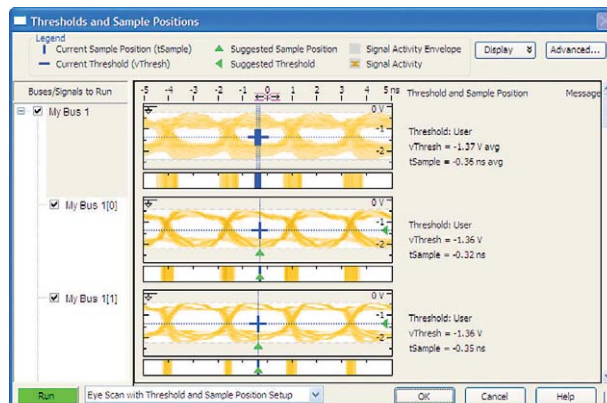 Thresholds and Sample Positions
Legend
Current Sample Position (tSample)
Suggested Sample Position
Signal Activity Envelope
Current Threshold (vThresh)
Suggested Threshold
Signal Activity
Display
Advanced...
Buses/Signals to Run
-5 -4 -3 -2 -1 0 1 2 3 4 5 ns
Threshold and Sample Position
Message
My Bus 1
0 V
-1
-2
Threshold: User
vThresh = -1.37 V avg
tSample = -0.36 ns avg
My Bus 1[0]
0 V
-1
-2
Threshold: User
vThresh = -1.36 V
tSample = -0.32 ns
My Bus 1[1]
0 V
-1
-2
Threshold: User
vThresh = -1.36 V
tSample = -0.35 ns
Run
Eye Scan with Threshold and Sample Position Setup
OK
Cancel
Help